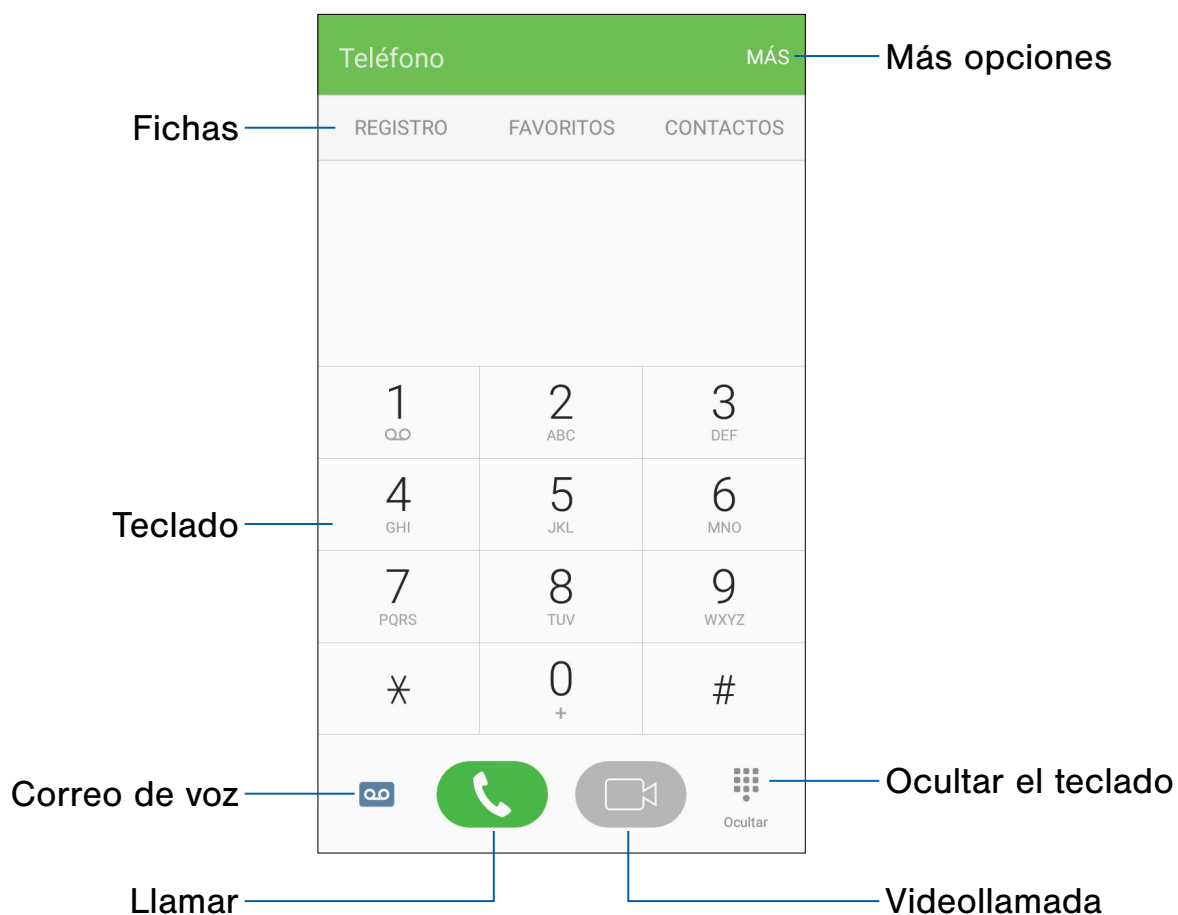 Teléfono MÁS
Más opciones
Fichas
REGISTRO FAVORITOS CONTACTOS
1 2 3
ABC DEF
Teclado
4 5 6
GHI JKL MNO
7 8 9
PQRS TUV WXYZ
* 0 #
+
Correo de voz
Ocultar el teclado
Ocultar
Llamar
Videollamada